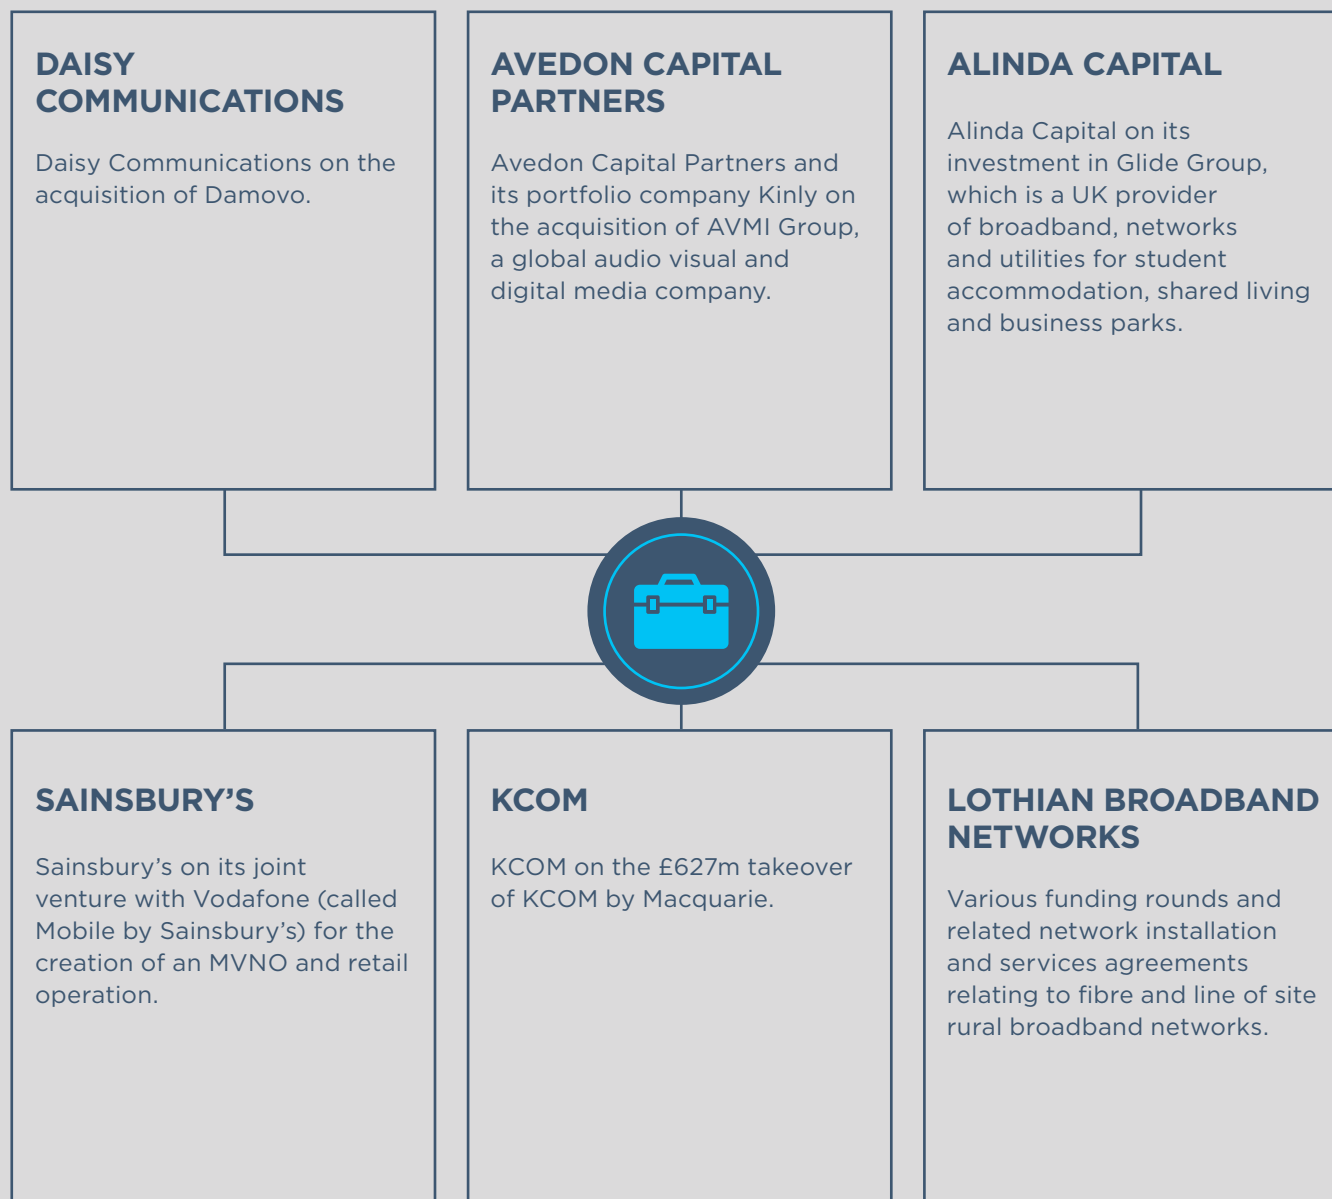 DAISY
COMMUNICATIONS
Daisy Communications on the
acquisition of Damovo.
AVEDON CAPITAL
PARTNERS
Avedon Capital Partners and
its portfolio company Kinly on
the acquisition of AVMI Group,
a global audio visual and
digital media company.
ALINDA CAPITAL
Alinda Capital on its
investment in Glide Group,
which is a UK provider
of broadband, networks
and utilities for student
accommodation, shared living
and business parks.
SAINSBURY’S
Sainsbury’s on its joint
venture with Vodafone (called
Mobile by Sainsbury’s) for the
creation of an MVNO and retail
operation.
KCOM
KCOM on the £627m takeover
of KCOM by Macquarie.
LOTHIAN BROADBAND
NETWORKS
Various funding rounds and
related network installation
and services agreements
relating to fibre and line of site
rural broadband networks.